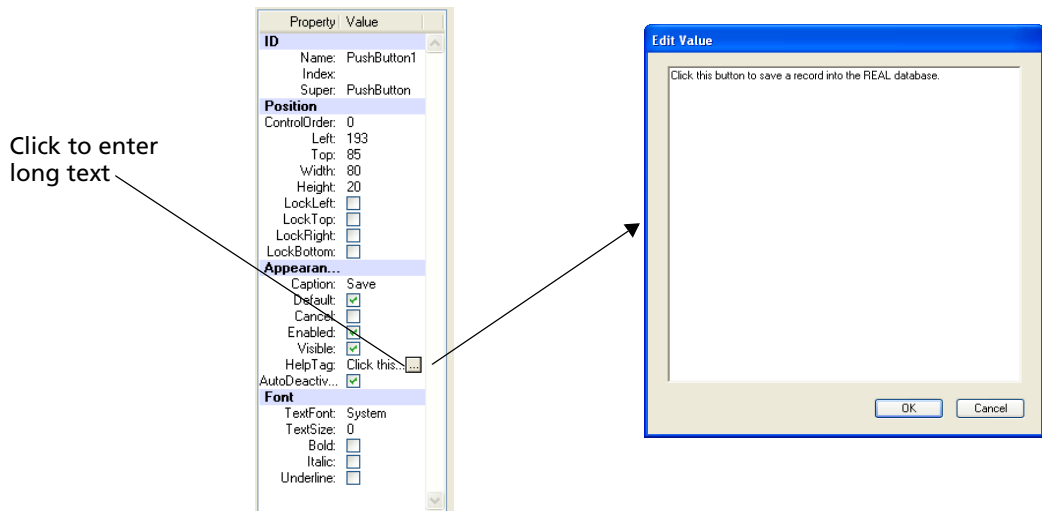 Click to enter
long text
Property Value
ID
Name: PushButton1
Index:
Super: PushButton
Position
ControlOrder: 0
Left: 193
Top: 85
Width: 80
Height: 20
LockLeft:
LockTop:
LockRight:
LockBottom:
Appearan...
Caption: Save
Default:
Cancel:
Enabled:
Visible:
HelpTag: Click this... ...
AutoDeactiv...
Font
TextFont: System
TextSize: 0
Bold:
Italic:
Underline:
Edit Value
Click this button to save a record into the REAL database.
OK Cancel